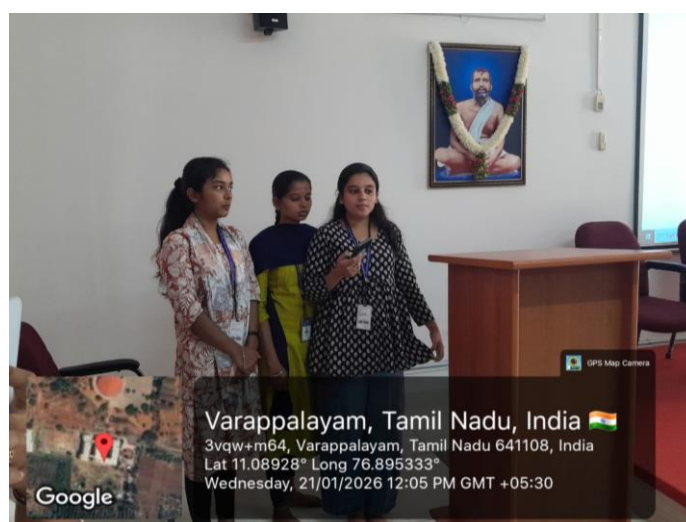 GPS Map Camera
Varappalayam, Tamil Nadu, India 🇮🇳
3vqw+m64, Varappalayam, Tamil Nadu 641108, India
Lat 11.08928° Long 76.895333°
Wednesday, 21/01/2026 12:05 PM GMT +05:30
Google